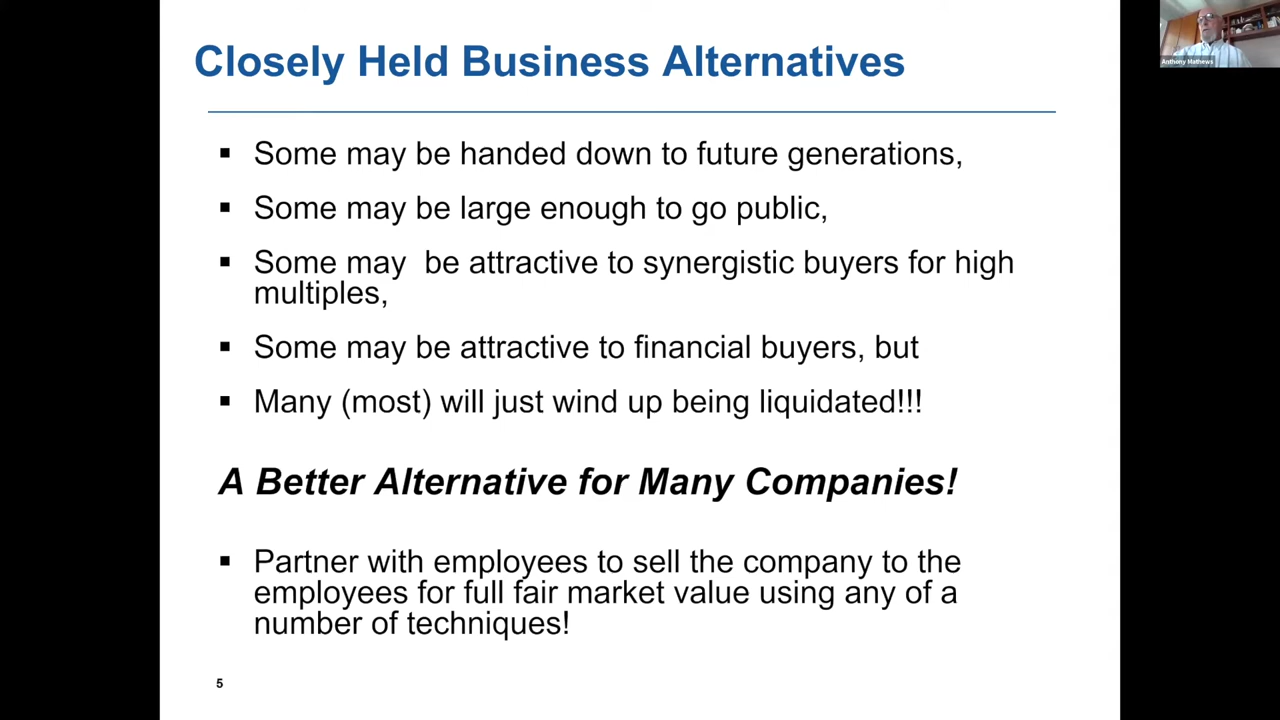 Closely Held Business Alternatives
Anthony Mathews
▪ Some may be handed down to future generations,
▪ Some may be large enough to go public,
▪ Some may  be attractive to synergistic buyers for high
multiples,
▪ Some may be attractive to financial buyers, but
▪ Many (most) will just wind up being liquidated!!!
A Better Alternative for Many Companies!
▪ Partner with employees to sell the company to the
employees for full fair market value using any of a
number of techniques!
5